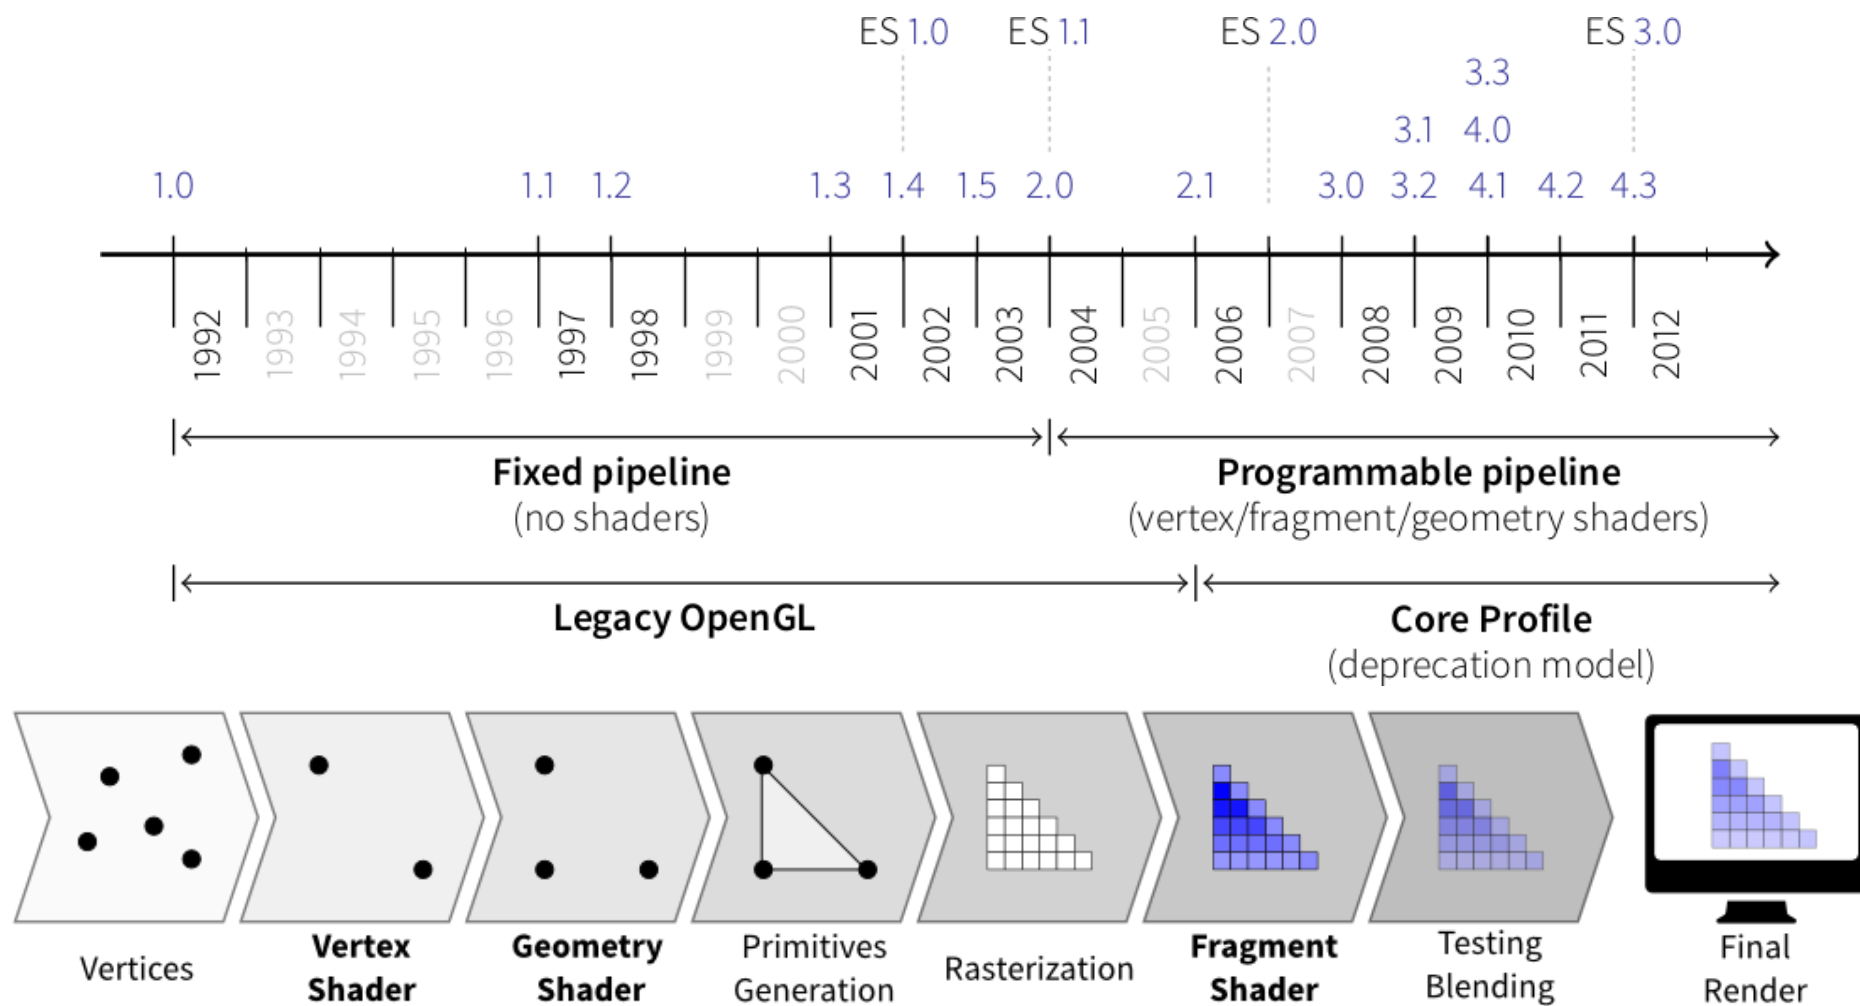 ES 1.0 ES 1.1 ES 2.0 ES 3.0
3.3
3.1 4.0
1.0 1.1 1.2 1.3 1.4 1.5 2.0 2.1 3.0 3.2 4.1 4.2 4.3
1992 1993 1994 1995 1996 1997 1998 1999 2000 2001 2002 2003 2004 2005 2006 2007 2008 2009 2010 2011 2012
Fixed pipeline
(no shaders)
Programmable pipeline
(vertex/fragment/geometry shaders)
Legacy OpenGL
Core Profile
(deprecation model)
Vertices
Vertex
Shader
Geometry
Shader
Primitives
Generation
Rasterization
Fragment
Shader
Testing
Blending
Final
Render